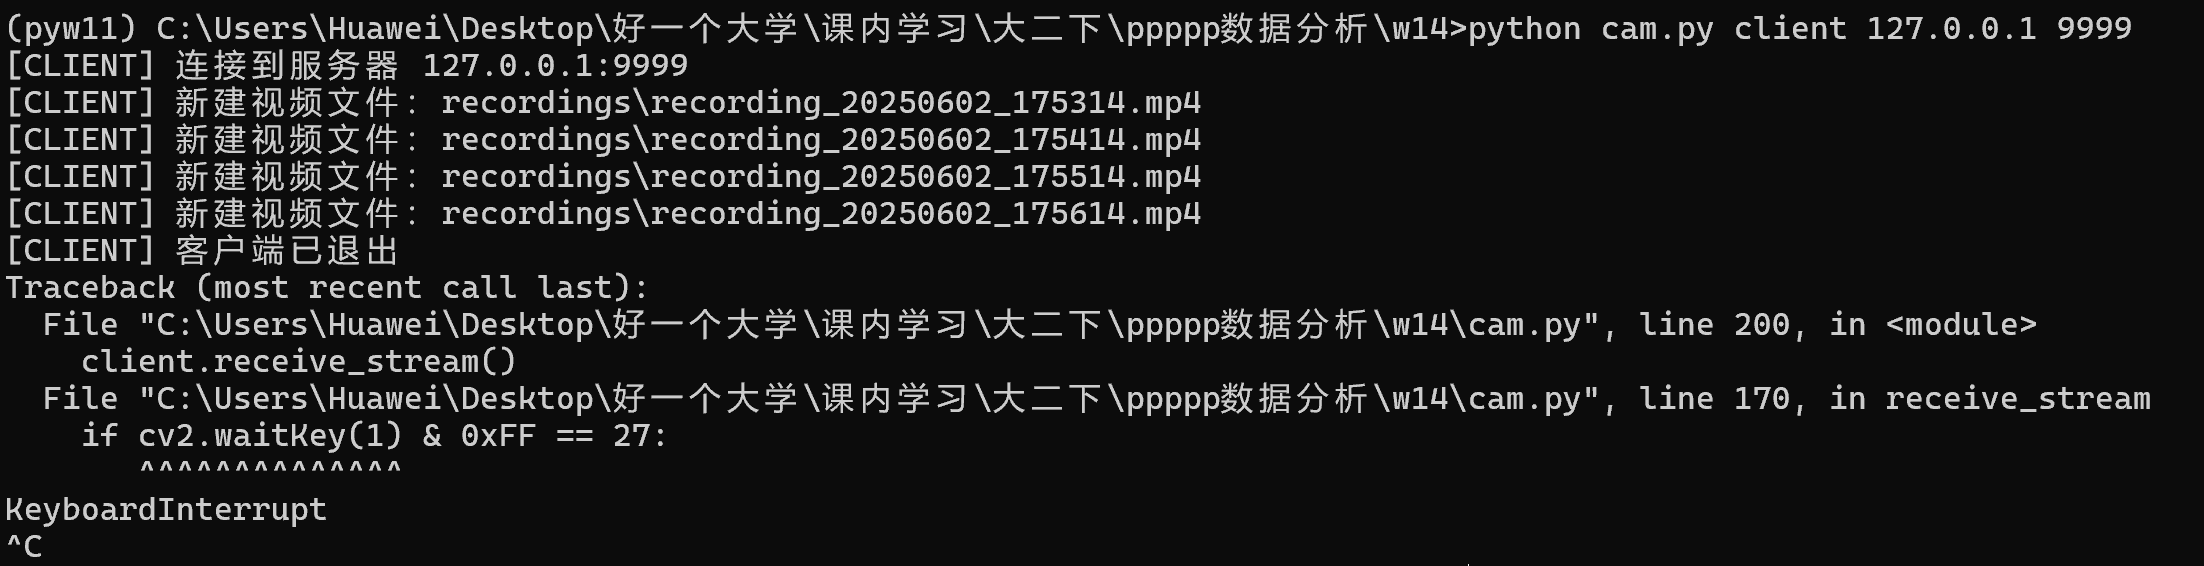 (pyw11) C:\Users\Huawei\Desktop\好一个大学\课内学习\大二下\ppppp数据分析\w14>python cam.py client 127.0.0.1 9999
[CLIENT] 连接到服务器 127.0.0.1:9999
[CLIENT] 新建视频文件: recordings\recording_20250602_175314.mp4
[CLIENT] 新建视频文件: recordings\recording_20250602_175414.mp4
[CLIENT] 新建视频文件: recordings\recording_20250602_175514.mp4
[CLIENT] 新建视频文件: recordings\recording_20250602_175614.mp4
[CLIENT] 客户端已退出
Traceback (most recent call last):
  File "C:\Users\Huawei\Desktop\好一个大学\课内学习\大二下\ppppp数据分析\w14\cam.py", line 200, in <module>
    client.receive_stream()
  File "C:\Users\Huawei\Desktop\好一个大学\课内学习\大二下\ppppp数据分析\w14\cam.py", line 170, in receive_stream
    if cv2.waitKey(1) & 0xFF == 27:
       ^^^^^^^^^^^^^^
KeyboardInterrupt
^C